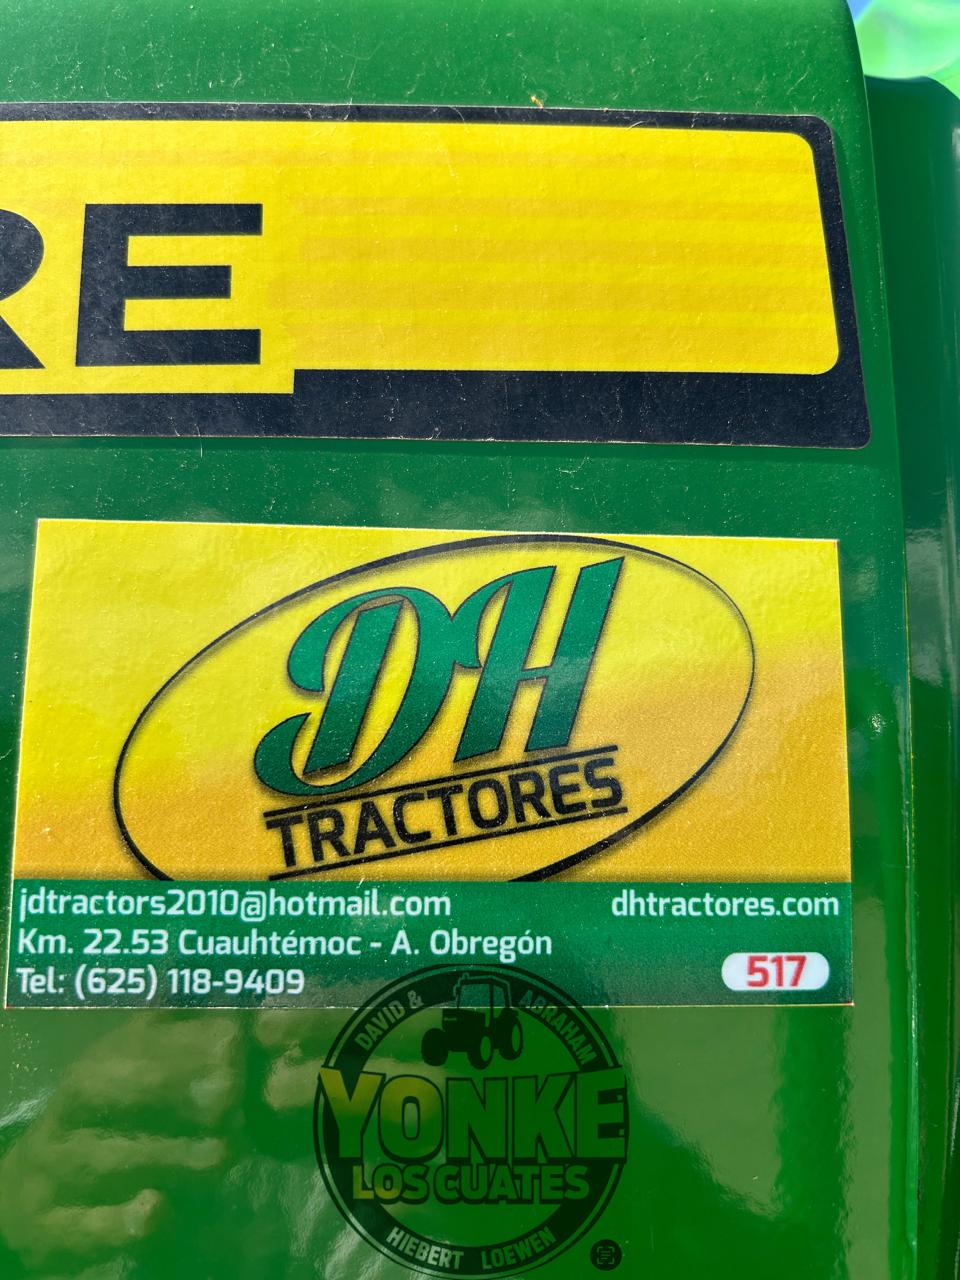 RE
DH
TRACTORES
jdtractors2010@hotmail.com
dhtractores.com
Km. 22.53 Cuauhtémoc - A. Obregón
Tel: (625) 118-9409
517
DAVID & ABRAHAM
YONKE
LOS CUATES
HIEBERT LOEWEN